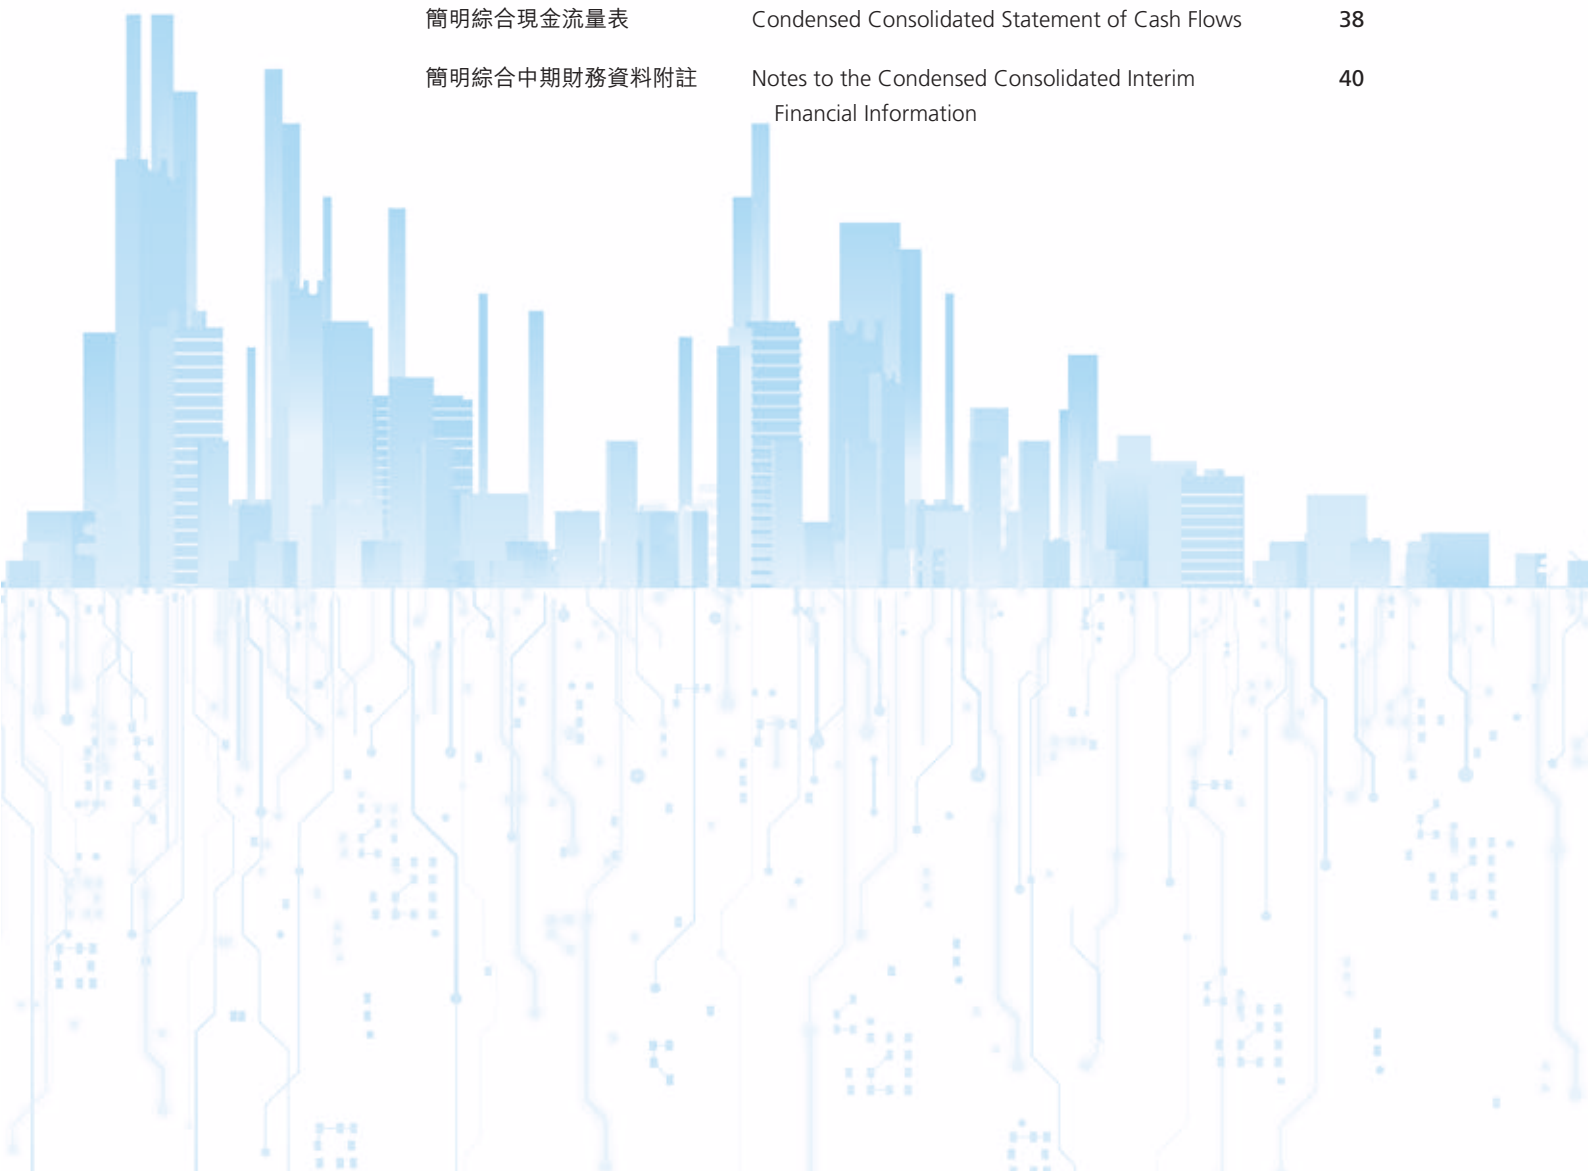 簡明綜合現金流量表 Condensed Consolidated Statement of Cash Flows 38
簡明綜合中期財務資料附註 Notes to the Condensed Consolidated Interim 40
Financial Information